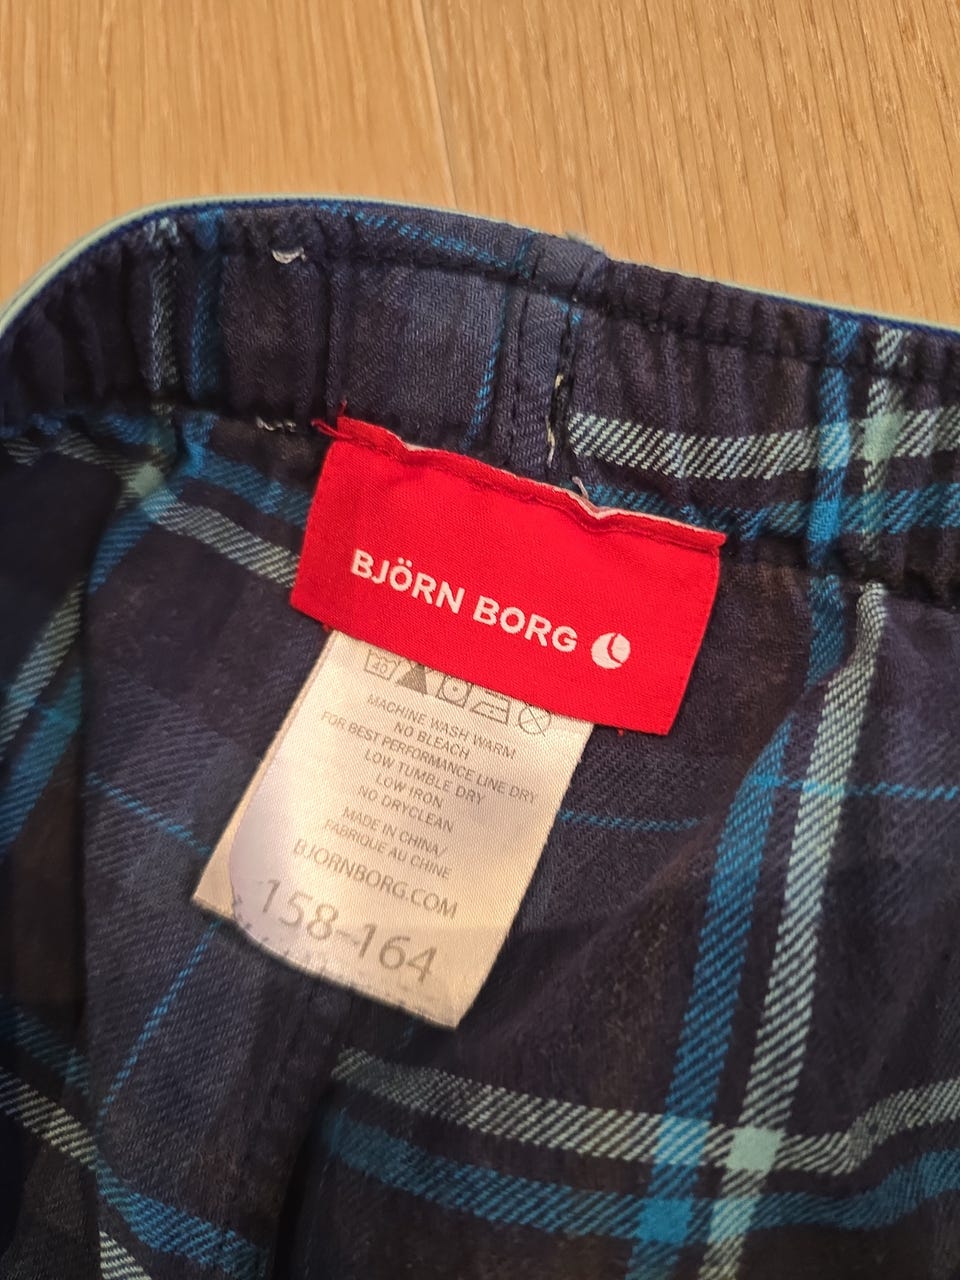 BJÖRN BORG
40
MACHINE WASH WARM
NO BLEACH
FOR BEST PERFORMANCE LINE DRY
LOW TUMBLE DRY
LOW IRON
NO DRYCLEAN
MADE IN CHINA/
FABRIQUE AU CHINE
BJORNBORG.COM
158-164